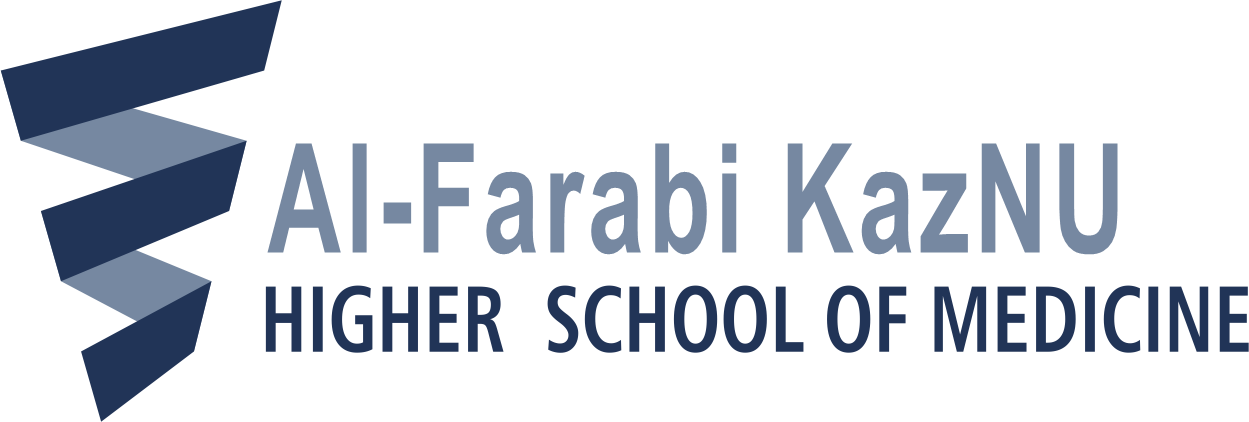 Al-Farabi KazNU
HIGHER SCHOOL OF MEDICINE